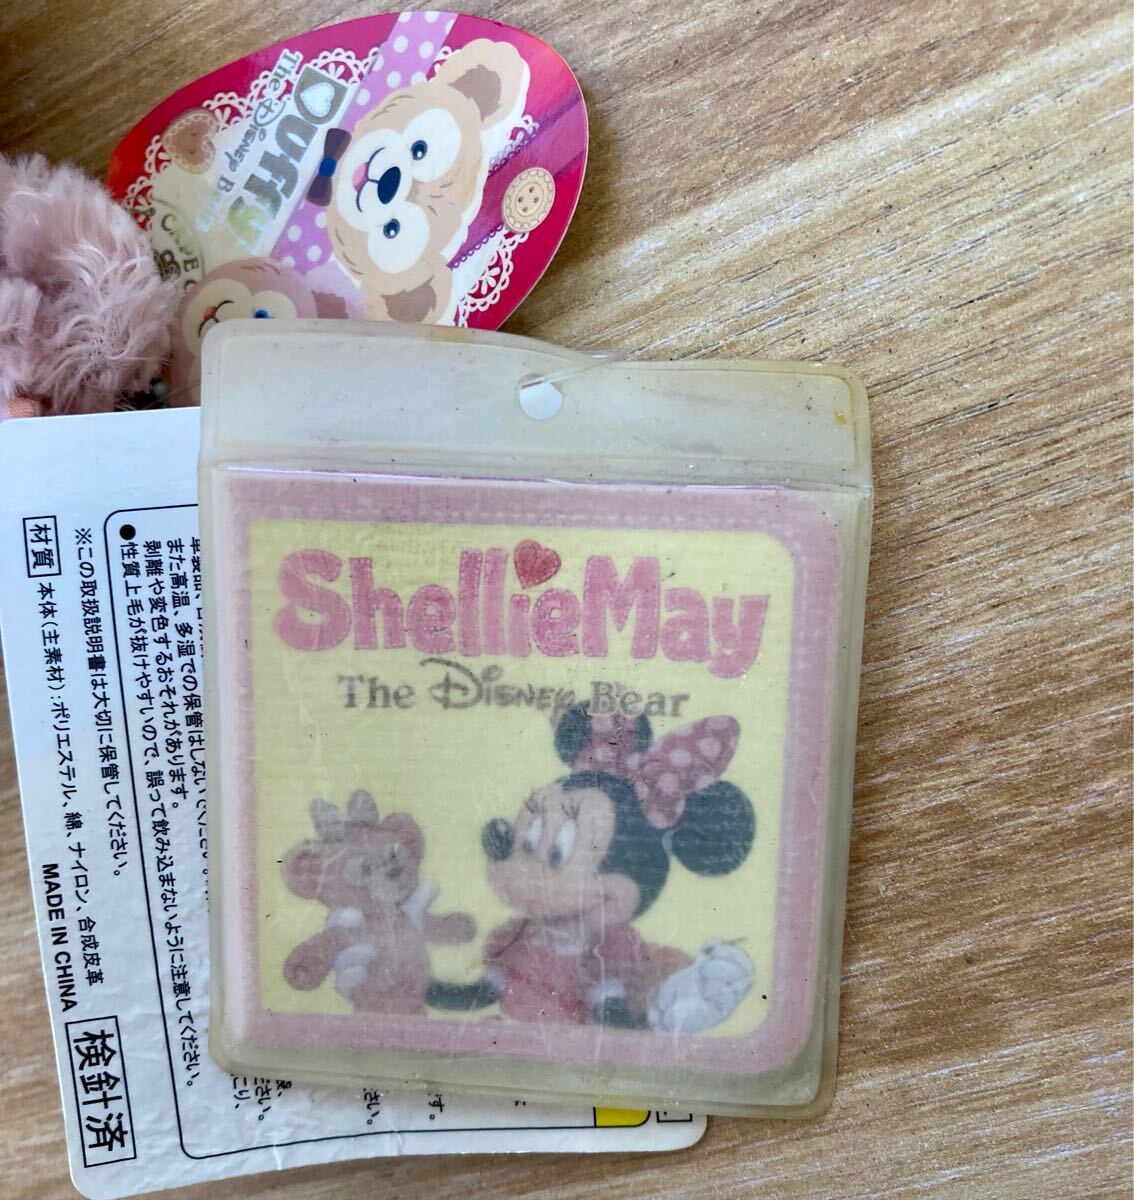 The Disney Bear
Duffy
CAPE
ShellieMay
The Disney Bear
また高温、多湿での保管はしないでください。
剥離や変色するおそれがあります。
●性質上毛が抜けやすいので、誤って飲み込まないように注意してください。
※この取扱説明書は大切に保管してください。
材質 本体(主素材):ポリエステル、綿、ナイロン、合成皮革
MADE IN CHINA
検針済